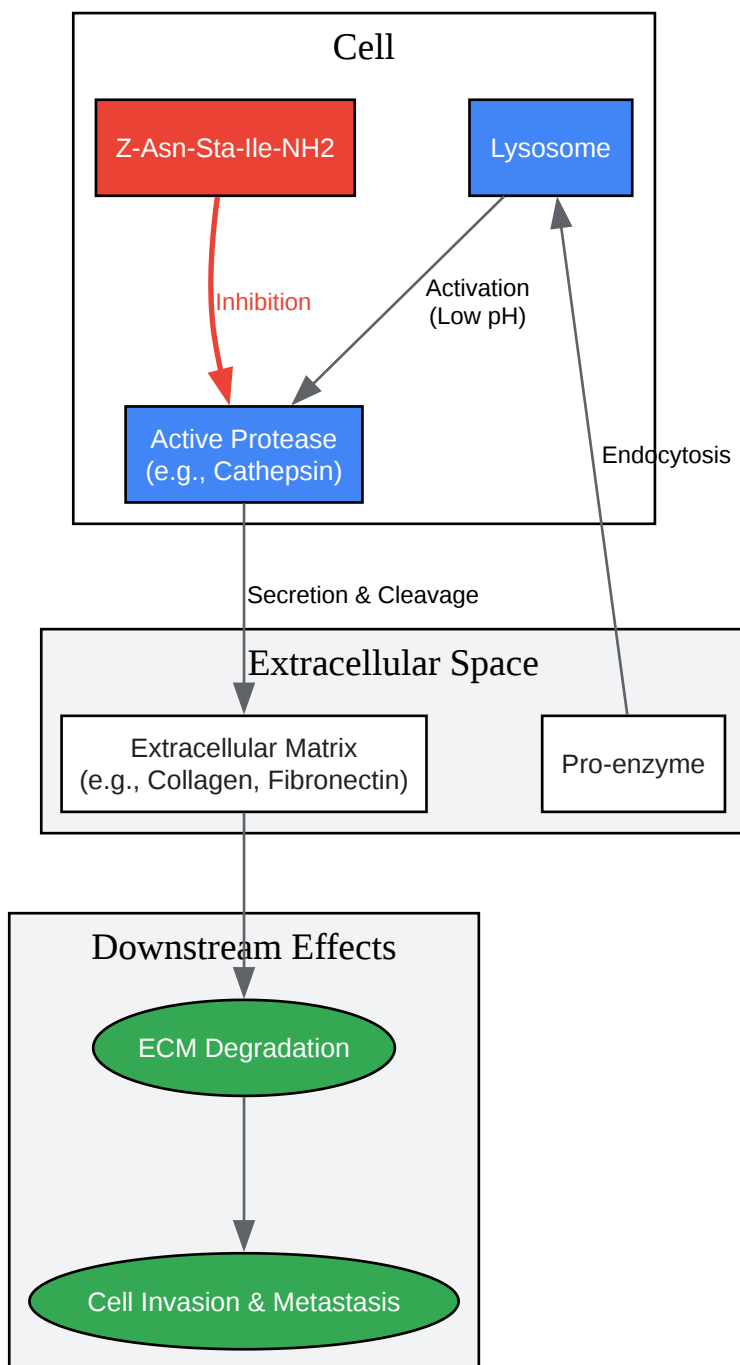 Cell
Z-Asn-Sta-Ile-NH2
Lysosome
Inhibition
Activation
(Low pH)
Active Protease
(e.g., Cathepsin)
Endocytosis
Secretion & Cleavage
Extracellular Space
Extracellular Matrix
(e.g., Collagen, Fibronectin)
Pro-enzyme
Downstream Effects
ECM Degradation
Cell Invasion & Metastasis